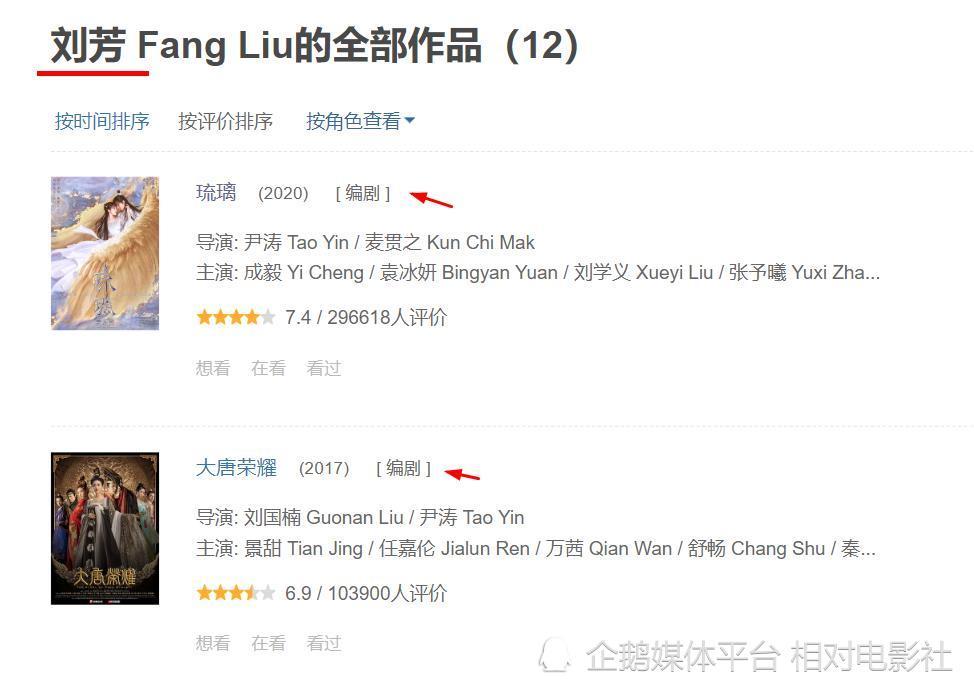 刘芳 Fang Liu的全部作品（12）
按时间排序 按评价排序 按角色查看
琉璃 (2020) [ 编剧 ]
导演: 尹涛 Tao Yin / 麦贯之 Kun Chi Mak
主演: 成毅 Yi Cheng / 袁冰妍 Bingyan Yuan / 刘学义 Xueyi Liu / 张予曦 Yuxi Zha...
7.4 / 296618人评价
想看 在看 过
琉璃
大唐荣耀 (2017) [ 编剧 ]
导演: 刘国楠 Guonan Liu / 尹涛 Tao Yin
主演: 景甜 Tian Jing / 任嘉伦 Jialun Ren / 万茜 Qian Wan / 舒畅 Chang Shu / 秦...
6.9 / 103900人评价
想看 在看 看过
大唐荣耀
企鹅媒体平台 相对电影社